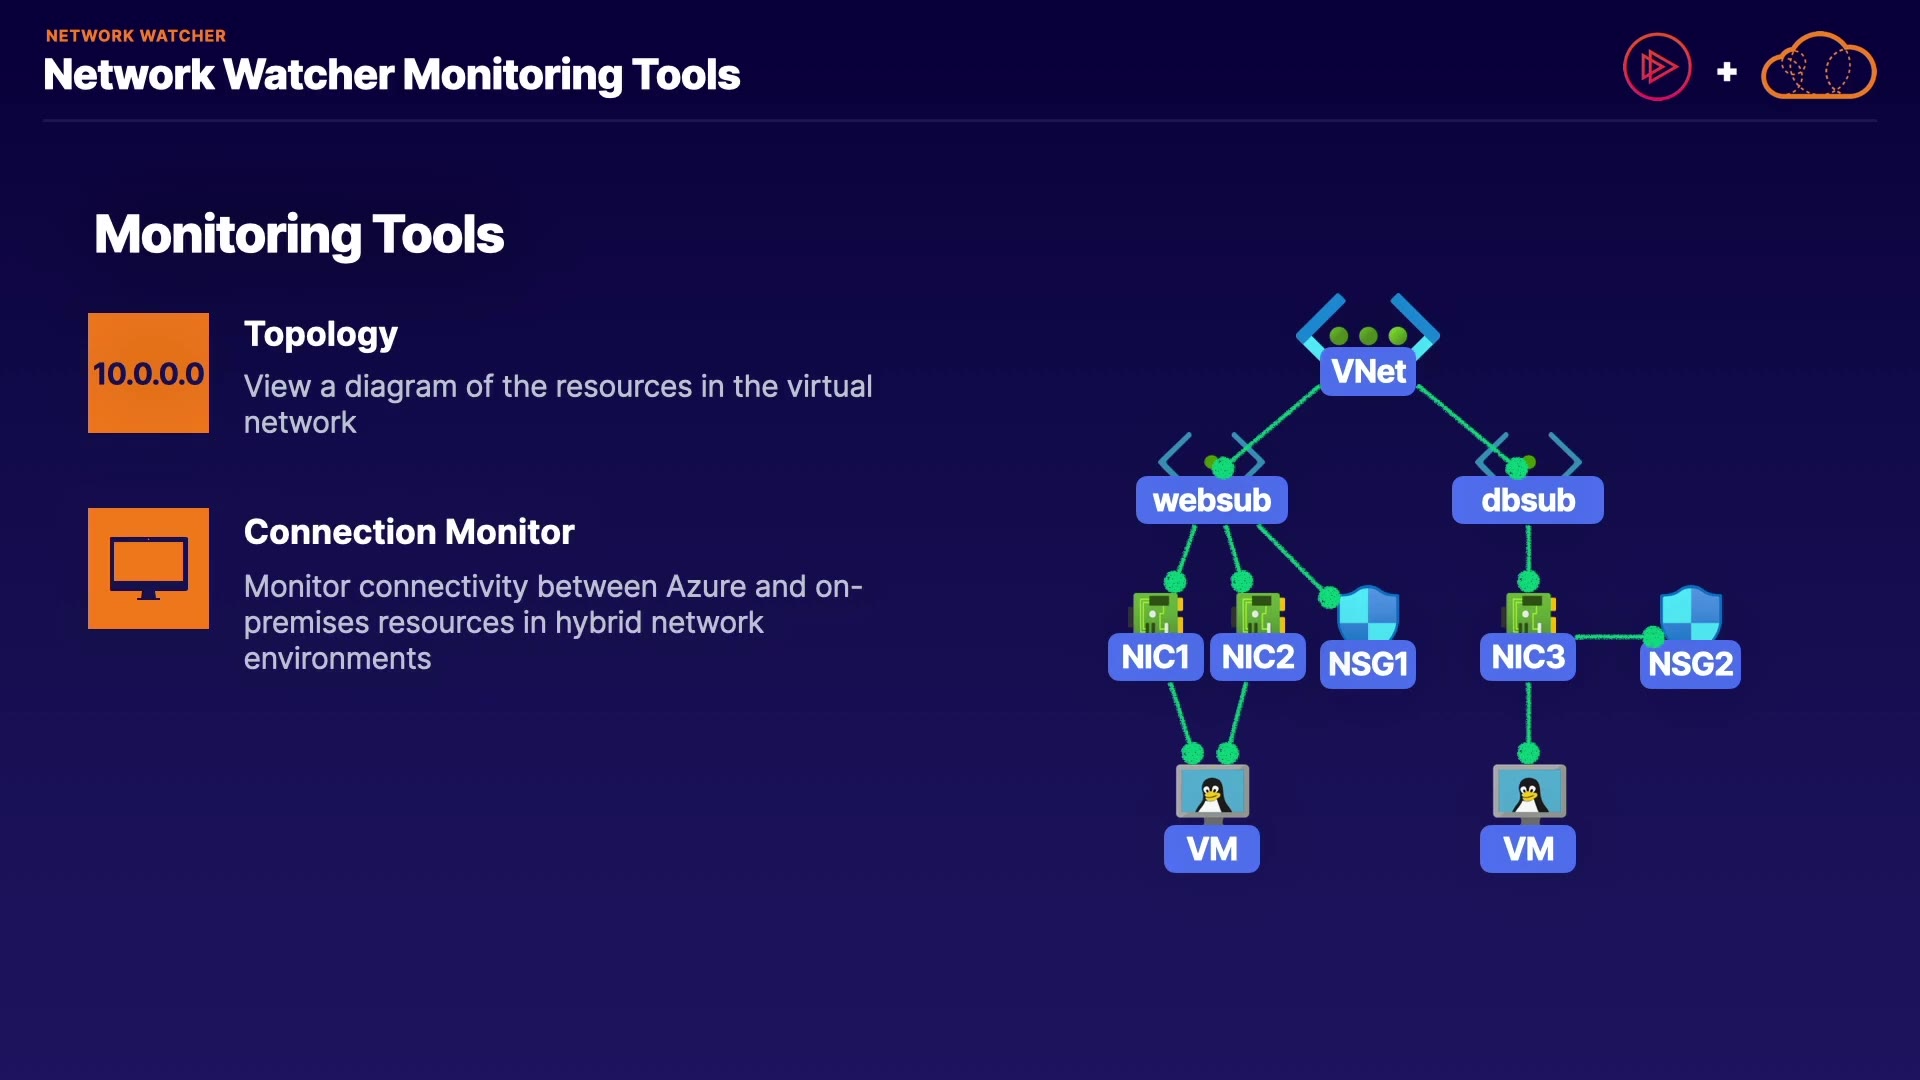 NETWORK WATCHER
Network Watcher Monitoring Tools
Monitoring Tools
10.0.0.0
Topology
View a diagram of the resources in the virtual
network
Connection Monitor
Monitor connectivity between Azure and on-
premises resources in hybrid network
environments
VNet
websub
dbsub
NIC1
NIC2
NSG1
NIC3
NSG2
VM
VM